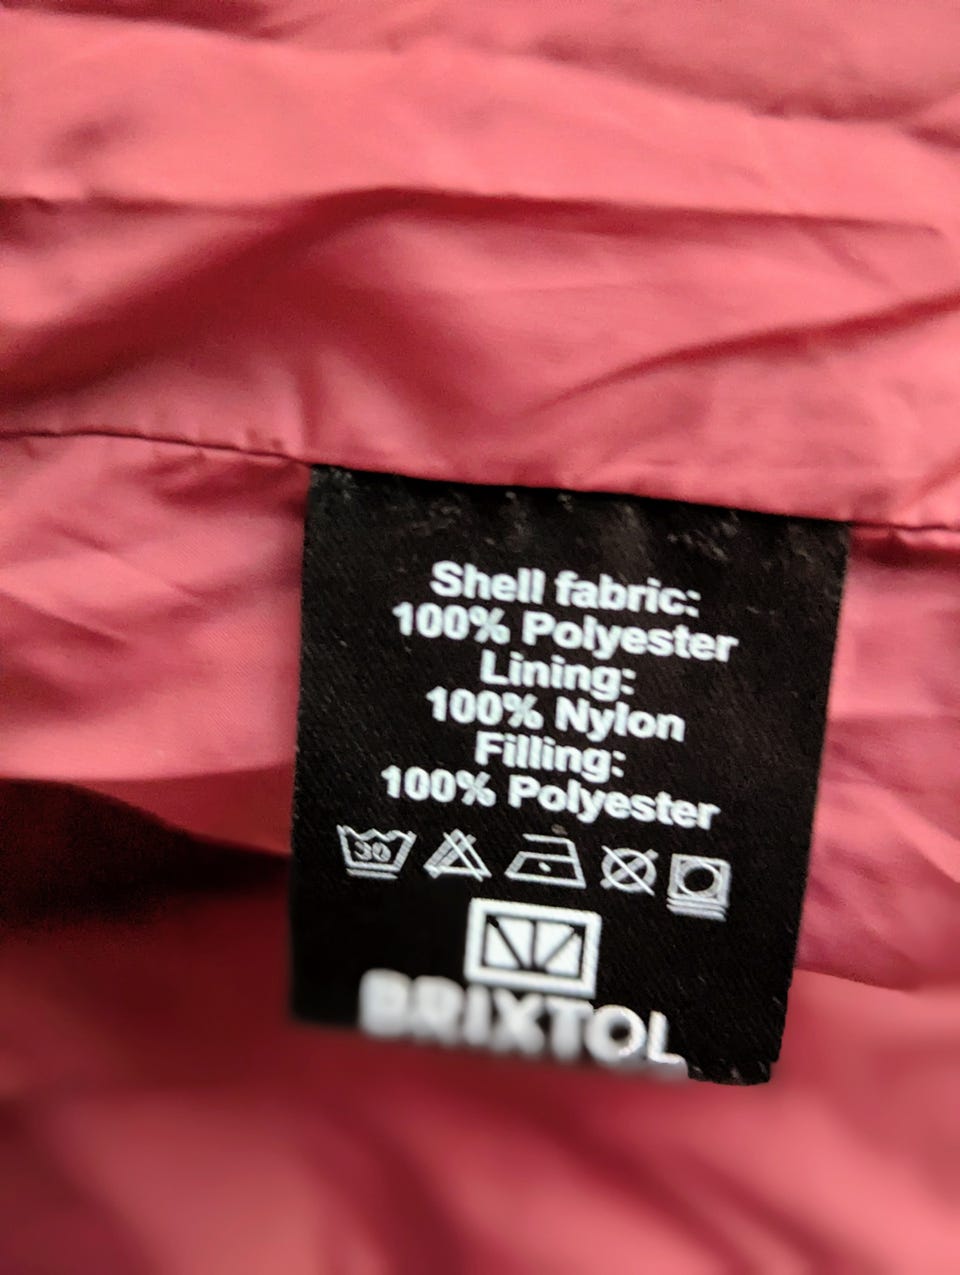 Shell fabric:
100% Polyester
Lining:
100% Nylon
Filling:
100% Polyester
30
BRIXTOL